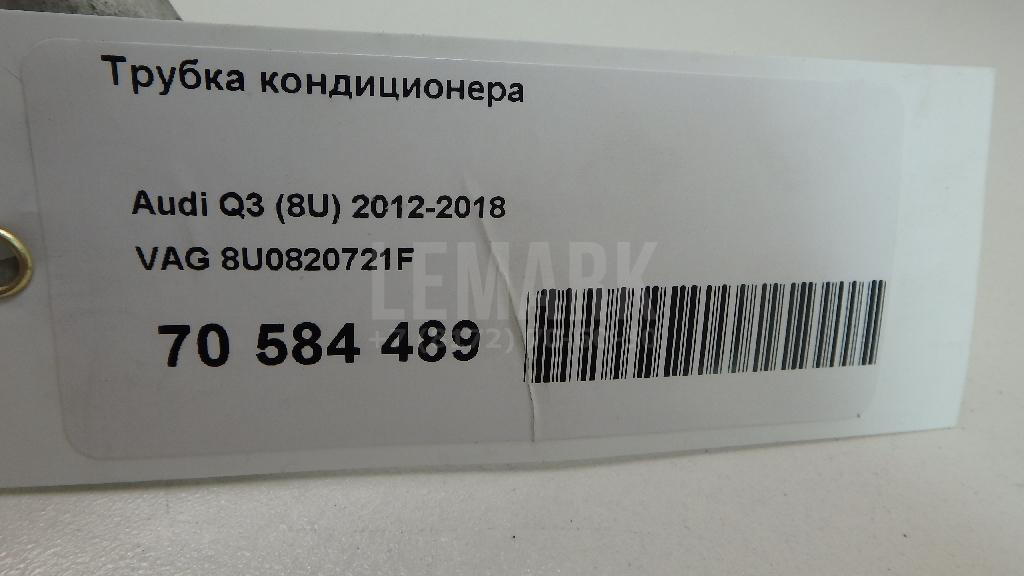 Трубка кондиционера
Audi Q3 (8U) 2012-2018
VAG 8U0820721F
LEMARK
70 584 489